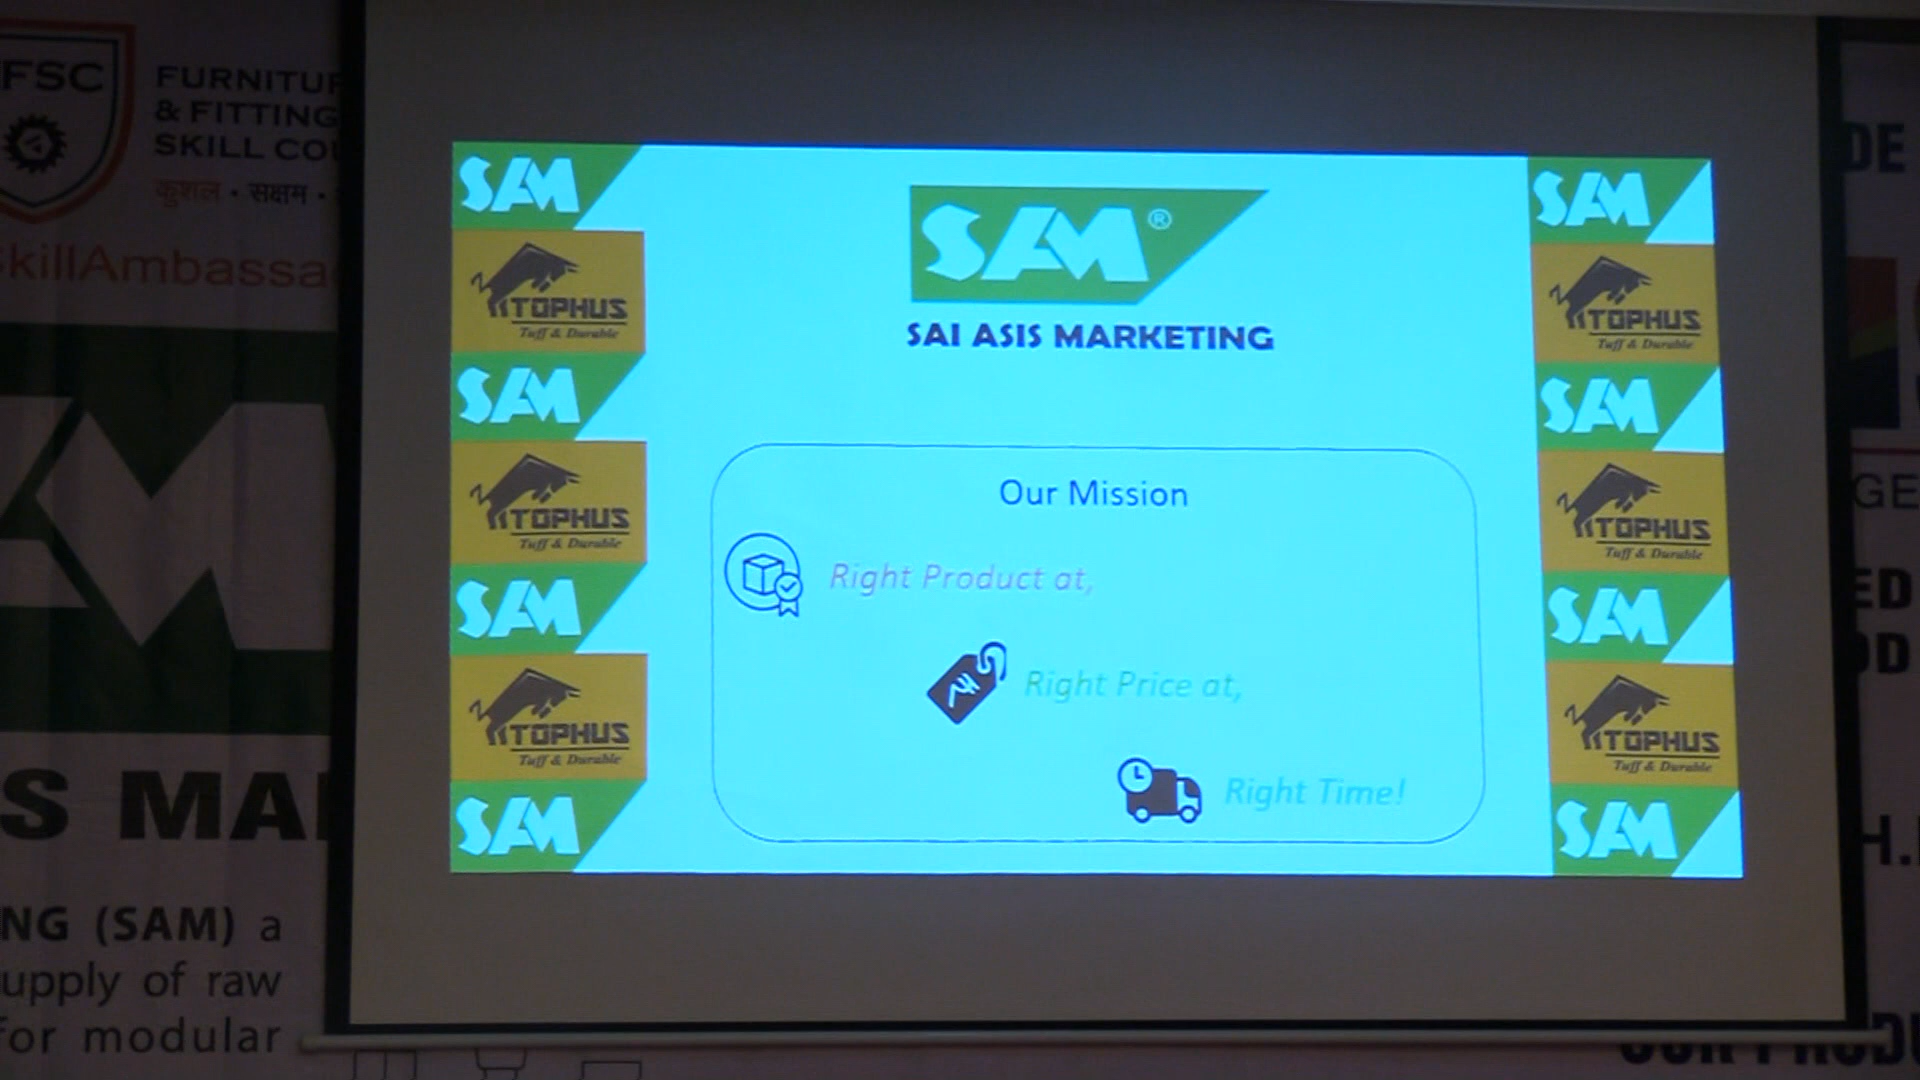 FSC
& FITTING
SKILL
कुशल • सक्षम •
SAM
TOPHUS
Tuff & Durable
SAM
TOPHUS
Tuff & Durable
SAM
TOPHUS
Tuff & Durable
SAM
SAM®
SAI ASIS MARKETING
Our Mission
Right Product at,
Right Price at,
Right Time!
SAM
TOPHUS
Tuff & Durable
SAM
TOPHUS
Tuff & Durable
SAM
TOPHUS
Tuff & Durable
SAM
S MA
NG (SAM) a
upply of raw
for modular
DE
GE
ED
OD
H.